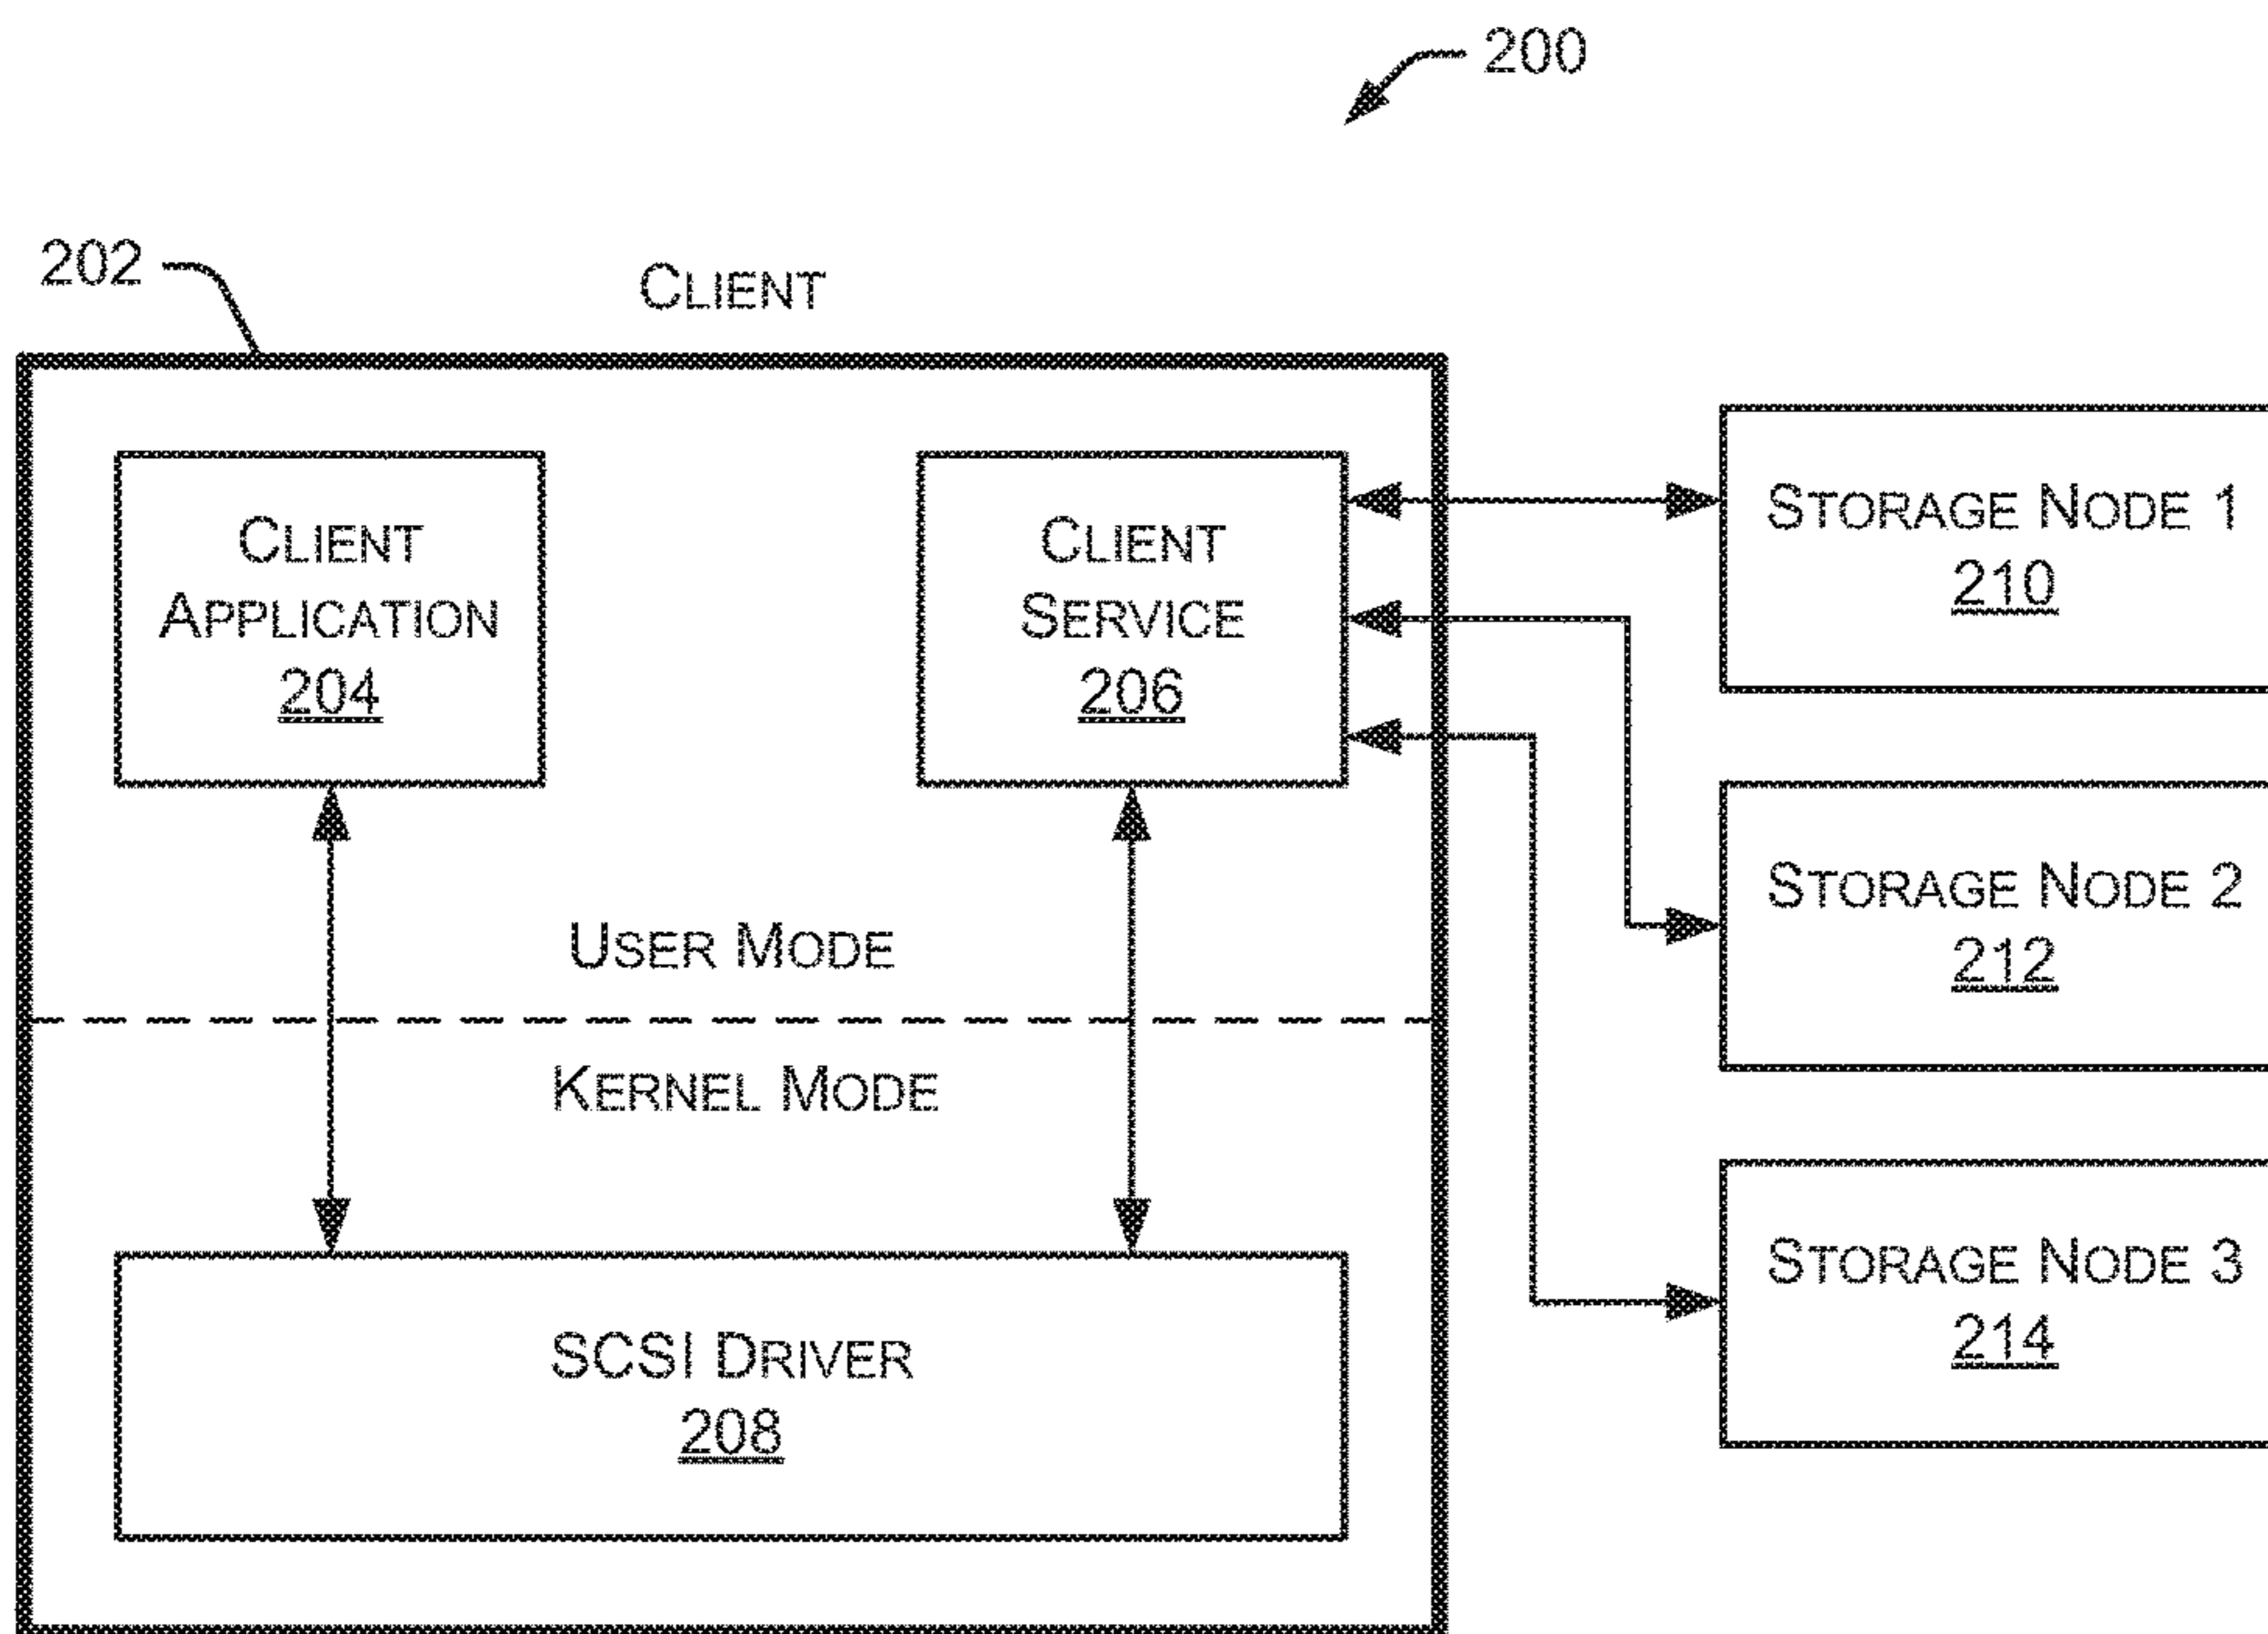 200
202
CLIENT
CLIENT
APPLICATION
204
CLIENT
SERVICE
206
STORAGE NODE 1
210
STORAGE NODE 2
212
USER MODE
KERNEL MODE
STORAGE NODE 3
214
SCSI DRIVER
208